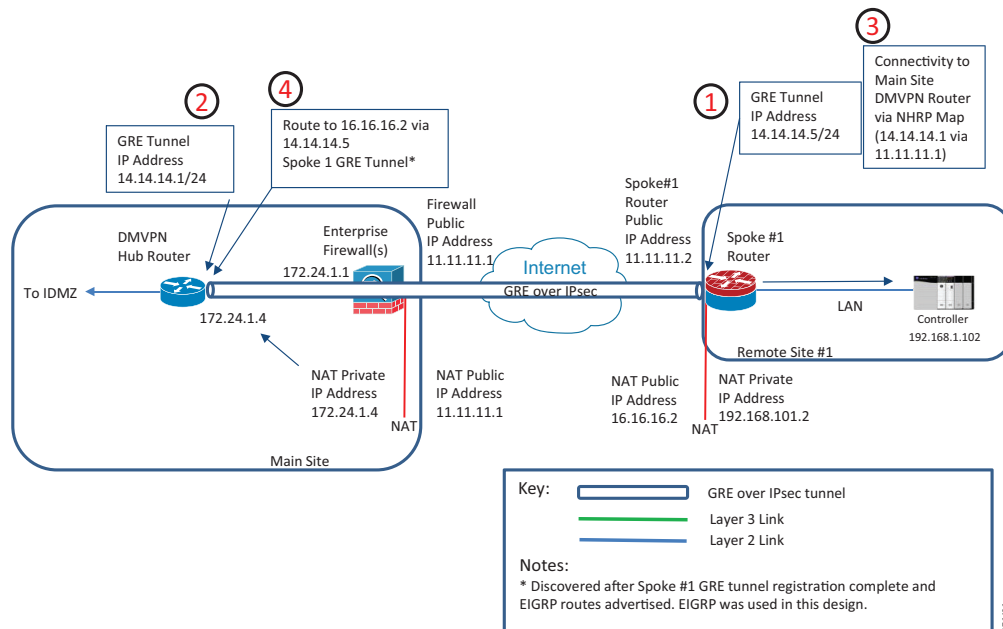 3
Connectivity to
Main Site
DMVPN Router
via NHRP Map
(14.14.14.1 via
11.11.11.1)
1
GRE Tunnel
IP Address
14.14.14.5/24
2
GRE Tunnel
IP Address
14.14.14.1/24
4
Route to 16.16.16.2 via
14.14.14.5
Spoke 1 GRE Tunnel*
Firewall
Public
IP Address
11.11.11.1
Spoke#1
Router
Public
IP Address
11.11.11.2
DMVPN
Hub Router
Enterprise
Firewall(s)
172.24.1.1
Internet
GRE over IPsec
Spoke #1
Router
To IDMZ
172.24.1.4
LAN
Controller
192.168.1.102
Remote Site #1
NAT Private
IP Address
172.24.1.4
NAT
NAT Public
IP Address
11.11.11.1
NAT Public
IP Address
16.16.16.2
NAT
NAT Private
IP Address
192.168.101.2
Main Site
Key:
GRE over IPsec tunnel
Layer 3 Link
Layer 2 Link
Notes:
* Discovered after Spoke #1 GRE tunnel registration complete and
EIGRP routes advertised. EIGRP was used in this design.